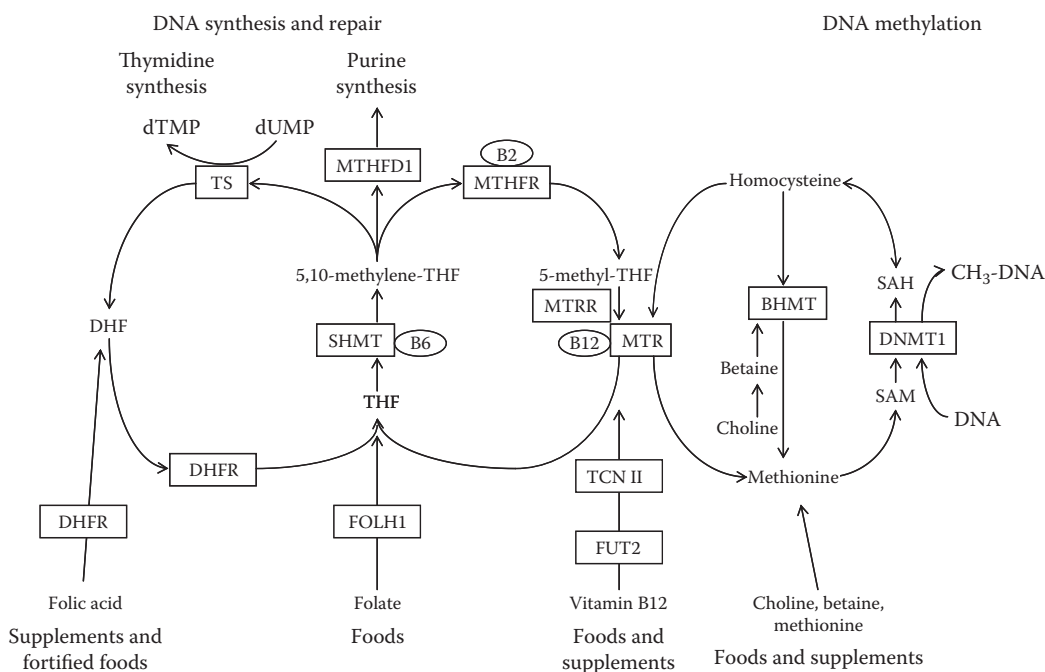 DNA synthesis and repair
DNA methylation
Thymidine
synthesis
Purine
synthesis
dTMP
dUMP
TS
MTHFD1
B2
MTHFR
Homocysteine
5,10-methylene-THF
5-methyl-THF
SAH
CH₃-DNA
MTRR
BHMT
DHF
SHMT
B6
B12
MTR
DNMT1
Betaine
THF
SAM
Choline
DNA
DHFR
TCN II
Methionine
DHFR
FOLH1
FUT2
Folic acid
Folate
Vitamin B12
Choline, betaine,
methionine
Supplements and
fortified foods
Foods
Foods and
supplements
Foods and supplements